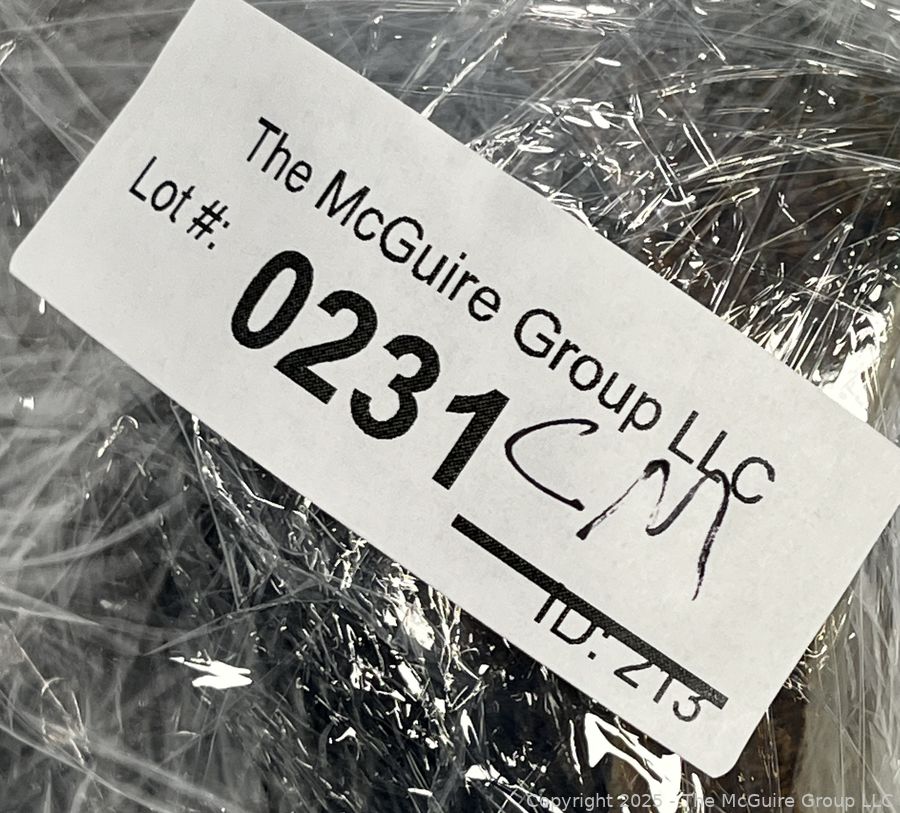 The McGuire Group LLC
Lot #:
0231 CM
ID: 213
Copyright 2025 - The McGuire Group LLC